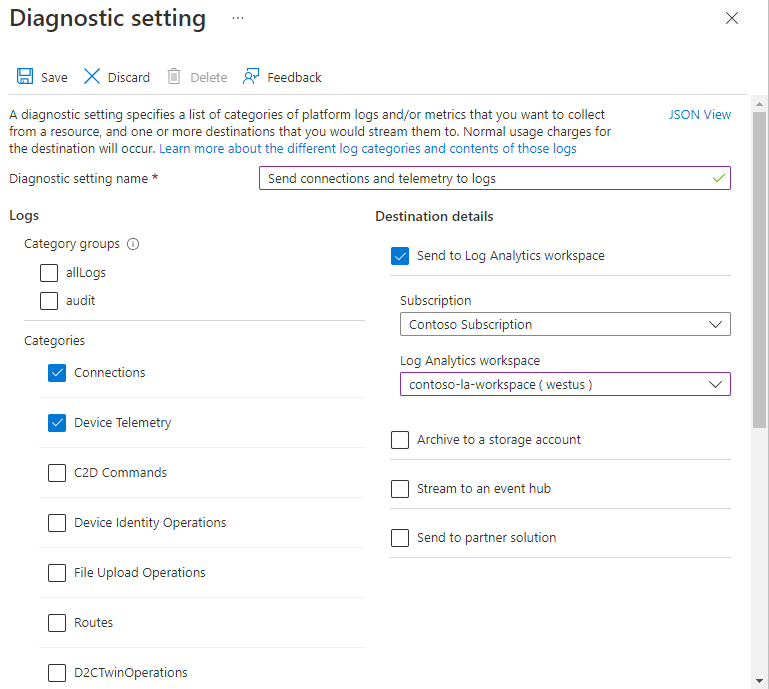 Diagnostic setting ...
Save Discard Delete Feedback
A diagnostic setting specifies a list of categories of platform logs and/or metrics that you want to collect
from a resource, and one or more destinations that you would stream them to. Normal usage charges for
the destination will occur. Learn more about the different log categories and contents of those logs
JSON View
Diagnostic setting name *
Send connections and telemetry to logs
Logs
Category groups
allLogs
audit
Categories
Connections
Device Telemetry
C2D Commands
Device Identity Operations
File Upload Operations
Routes
D2CTwinOperations
Destination details
Send to Log Analytics workspace
Subscription
Contoso Subscription
Log Analytics workspace
contoso-la-workspace ( westus )
Archive to a storage account
Stream to an event hub
Send to partner solution